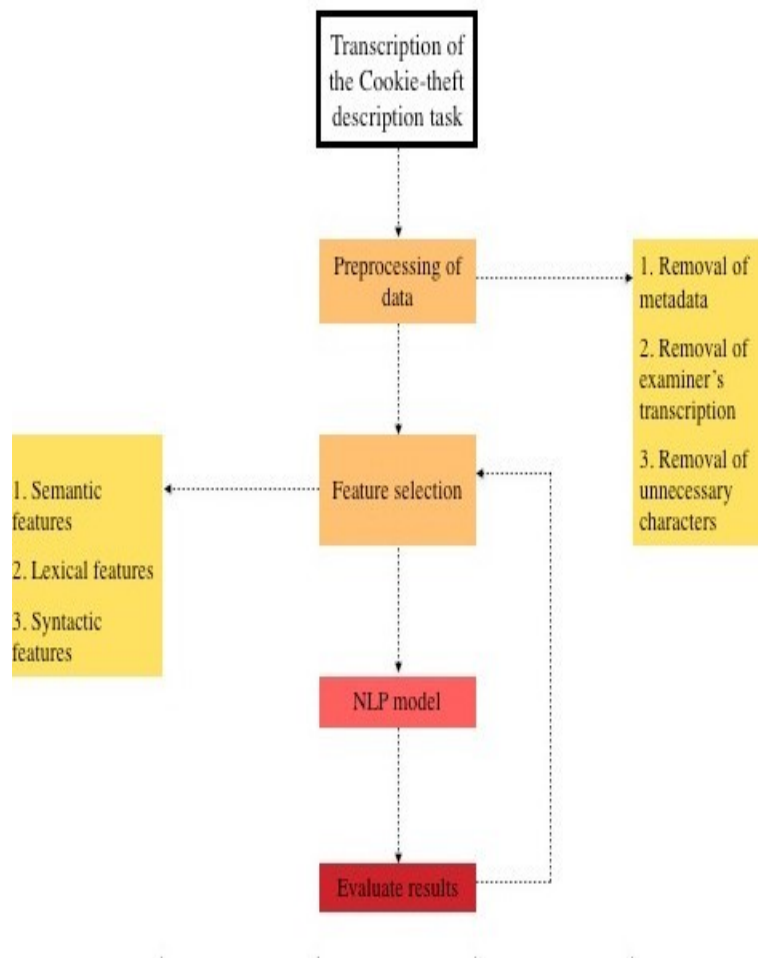 Transcription of
the Cookie-theft
description task
Preprocessing of
data
1. Removal of
metadata
2. Removal of
examiner's
transcription
3. Removal of
unnecessary
characters
Feature selection
1. Semantic
features
2. Lexical features
3. Syntactic
features
NLP model
Evaluate results